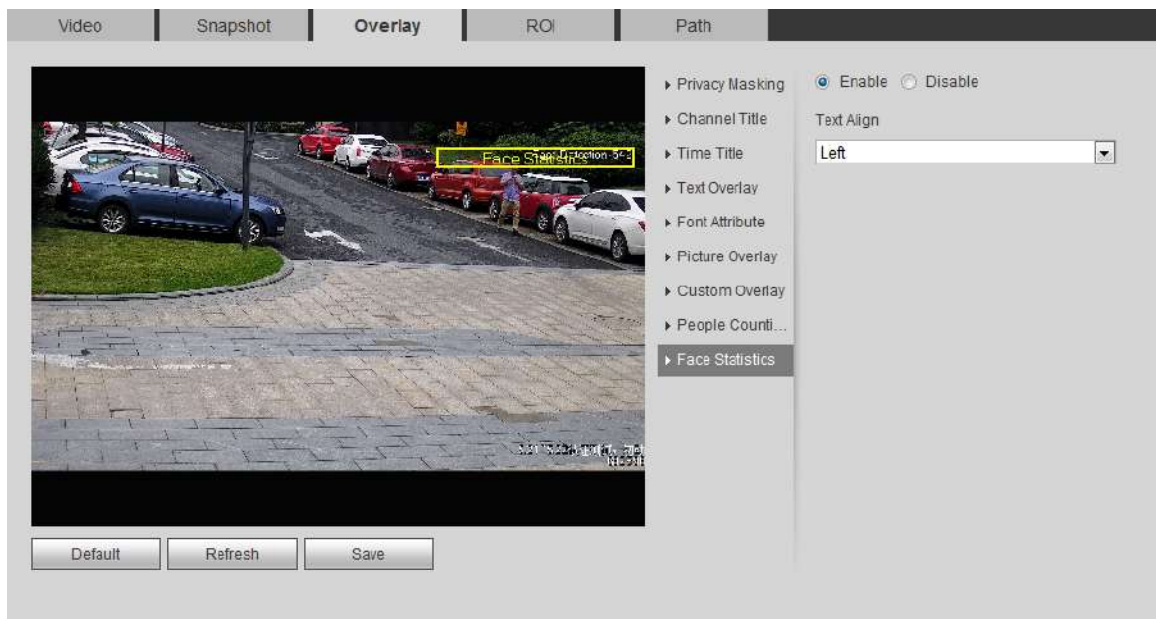 Video
Snapshot
Overlay
ROI
Path
Face Statistics
Privacy Masking
Channel Title
Time Title
Text Overlay
Font Attribute
Picture Overlay
Custom Overlay
People Counti...
Face Statistics
Enable
Disable
Text Align
Left
Default
Refresh
Save